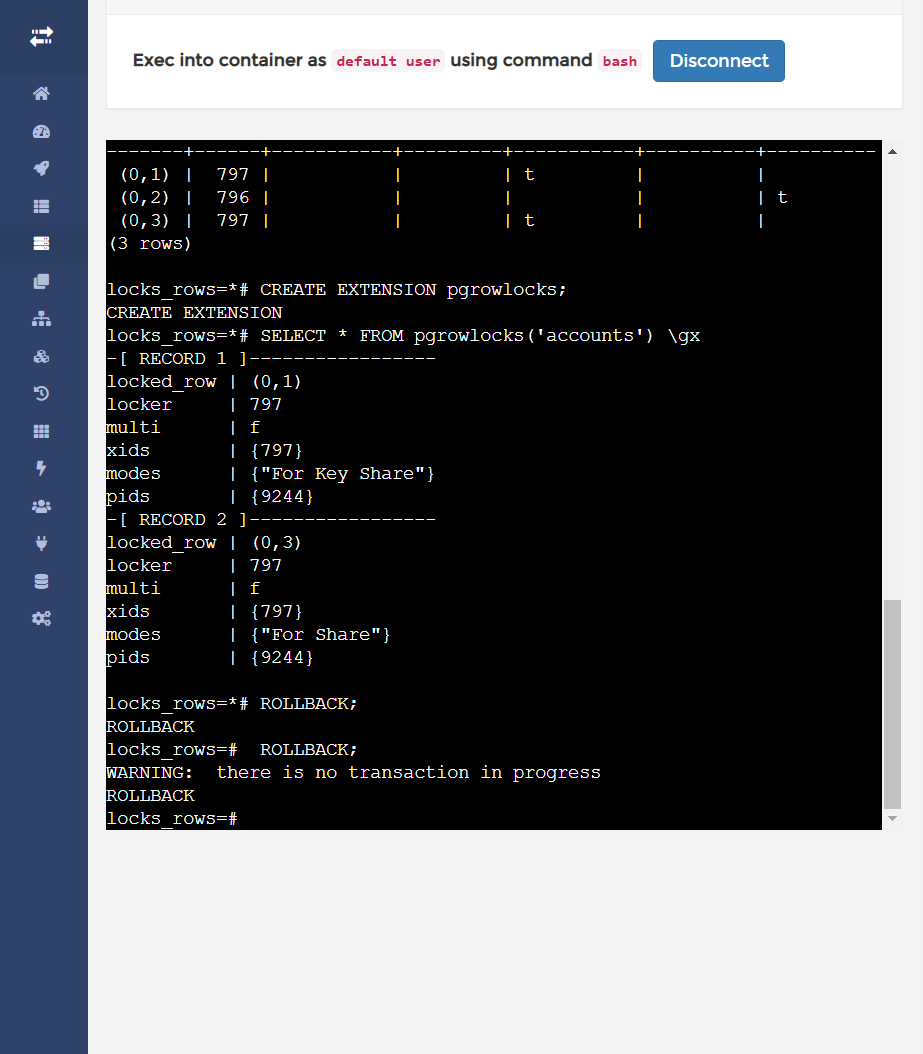 Exec into container as default user using command bash Disconnect
-------+------+-----------+---------+-----------+----------+----------
 (0,1) |  797 |           |         | t         |          |
 (0,2) |  796 |           |         |           |          | t
 (0,3) |  797 |           |         | t         |          |
(3 rows)
locks_rows=*# CREATE EXTENSION pgrowlocks;
CREATE EXTENSION
locks_rows=*# SELECT * FROM pgrowlocks('accounts') \gx
-[ RECORD 1 ]-----------------
locked_row | (0,1)
locker     | 797
multi      | f
xids       | {797}
modes      | {"For Key Share"}
pids       | {9244}
-[ RECORD 2 ]-----------------
locked_row | (0,3)
locker     | 797
multi      | f
xids       | {797}
modes      | {"For Share"}
pids       | {9244}
locks_rows=*# ROLLBACK;
ROLLBACK
locks_rows=#  ROLLBACK;
WARNING:  there is no transaction in progress
ROLLBACK
locks_rows=#